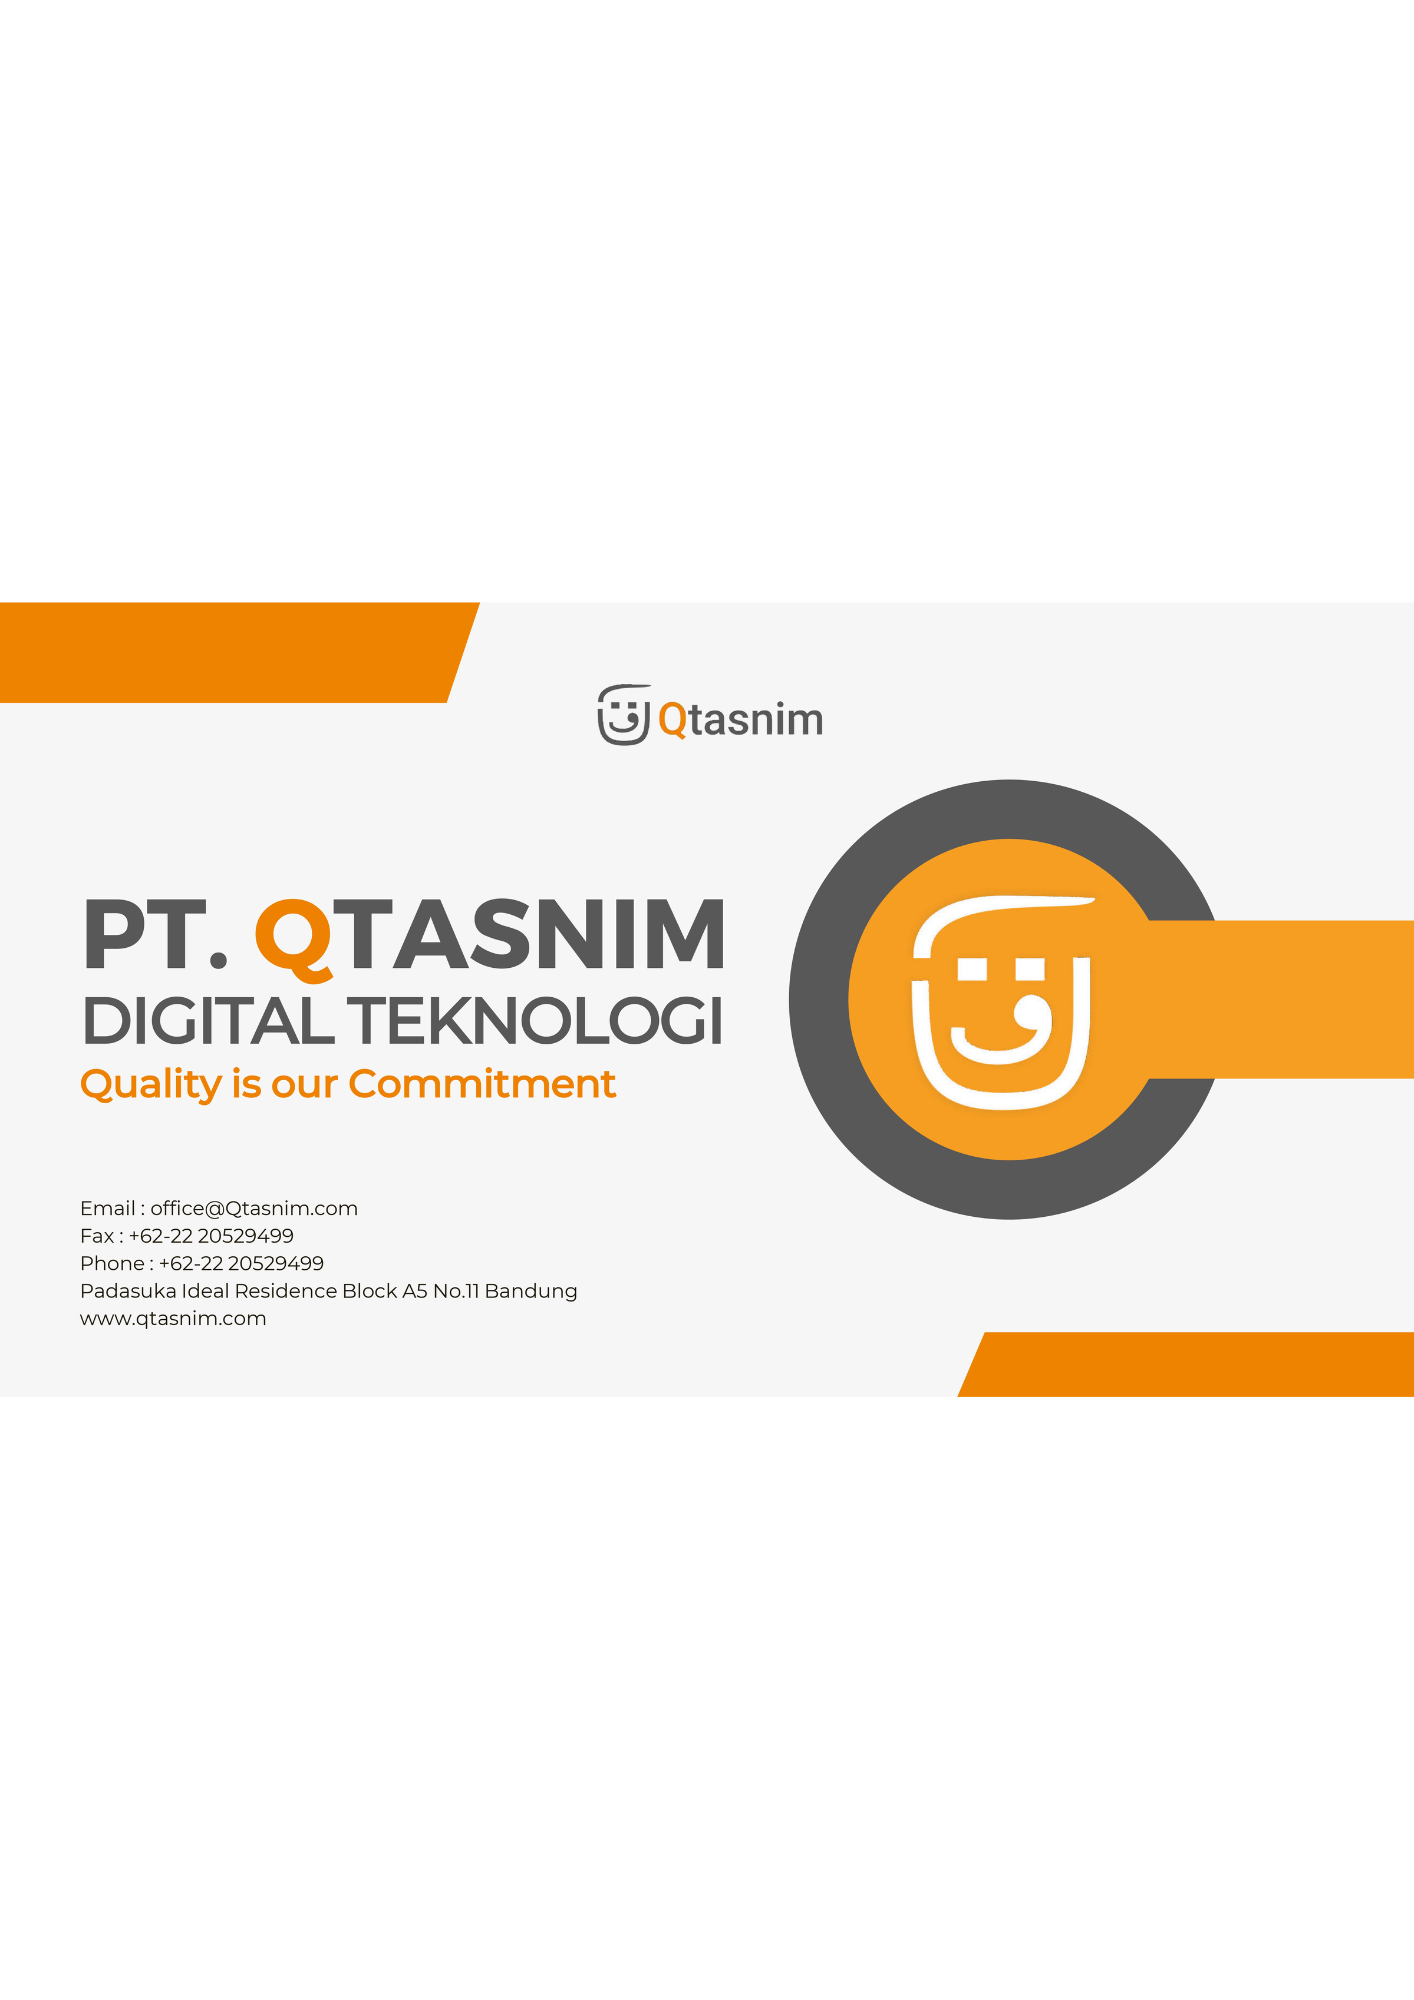 Qtasnim
PT. QTASNIM
DIGITAL TEKNOLOGI
Quality is our Commitment
Email : office@Qtasnim.com
Fax : +62-22 20529499
Phone : +62-22 20529499
Padasuka Ideal Residence Block A5 No.11 Bandung
www.qtasnim.com